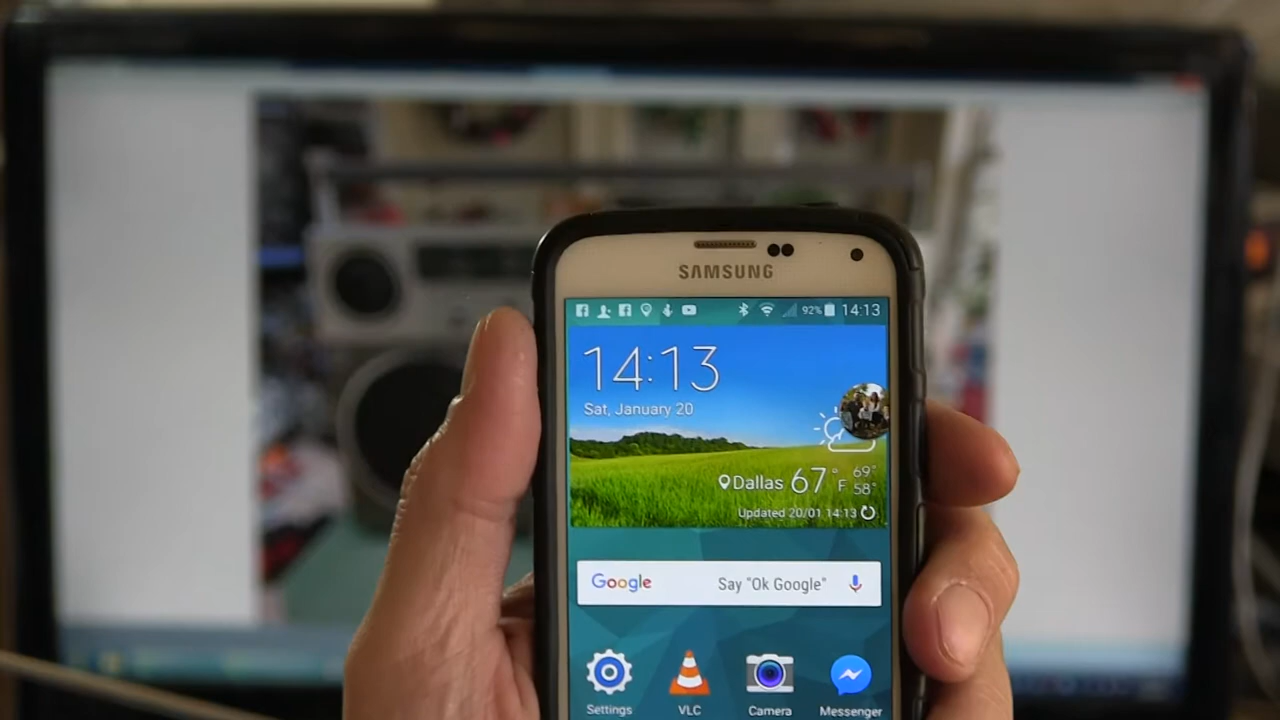 SAMSUNG
92% 14:13
14:13
Sat, January 20
Dallas 67° F 69° 58°
Updated 20/01 14:13
Google Say "Ok Google"
Settings VLC Camera Messenger